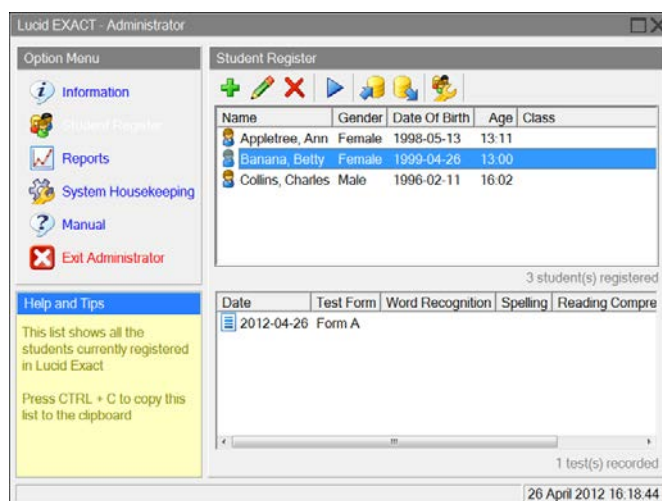 Lucid EXACT - Administrator
Option Menu
Information
Student Register
Reports
System Housekeeping
Manual
Exit Administrator
Help and Tips
This list shows all the
students currently registered
in Lucid Exact
Press CTRL + C to copy this
list to the clipboard
Student Register
Name Gender Date Of Birth Age Class
Appletree, Ann Female 1998-05-13 13:11
Banana, Betty Female 1999-04-26 13:00
Collins, Charles Male 1996-02-11 16:02
3 student(s) registered
Date Test Form Word Recognition Spelling Reading Compre
2012-04-26 Form A
1 test(s) recorded
26 April 2012 16:18:44